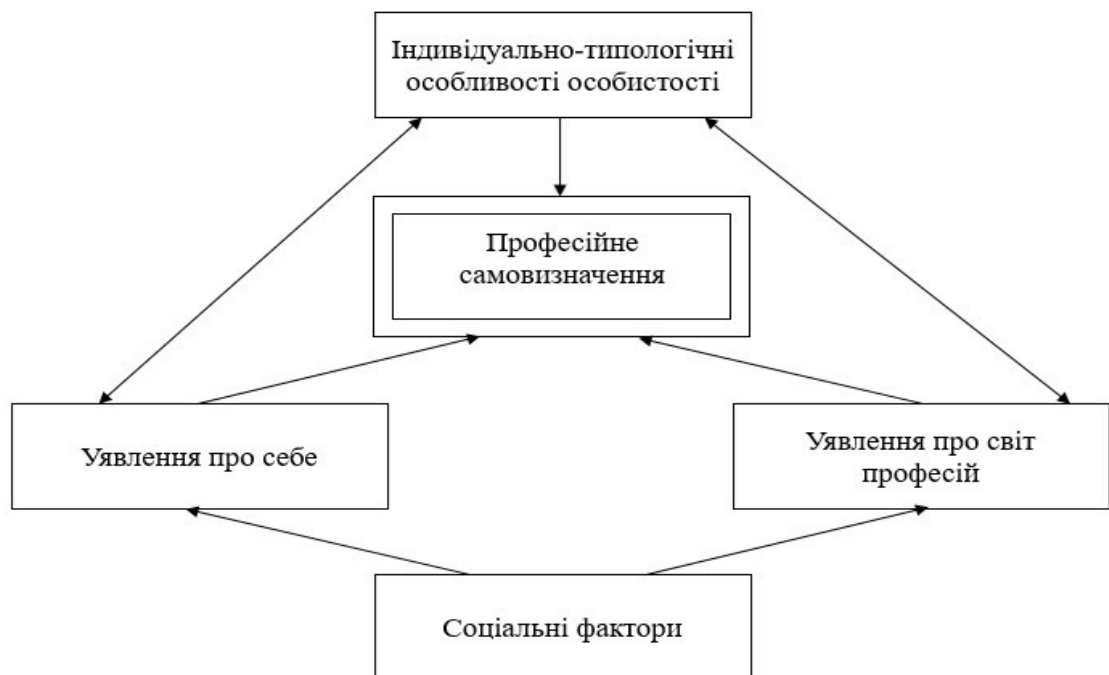 Індивідуально-типологічні
особливості особистості
Професійне
самовизначення
Уявлення про себе
Уявлення про світ
професій
Соціальні фактори